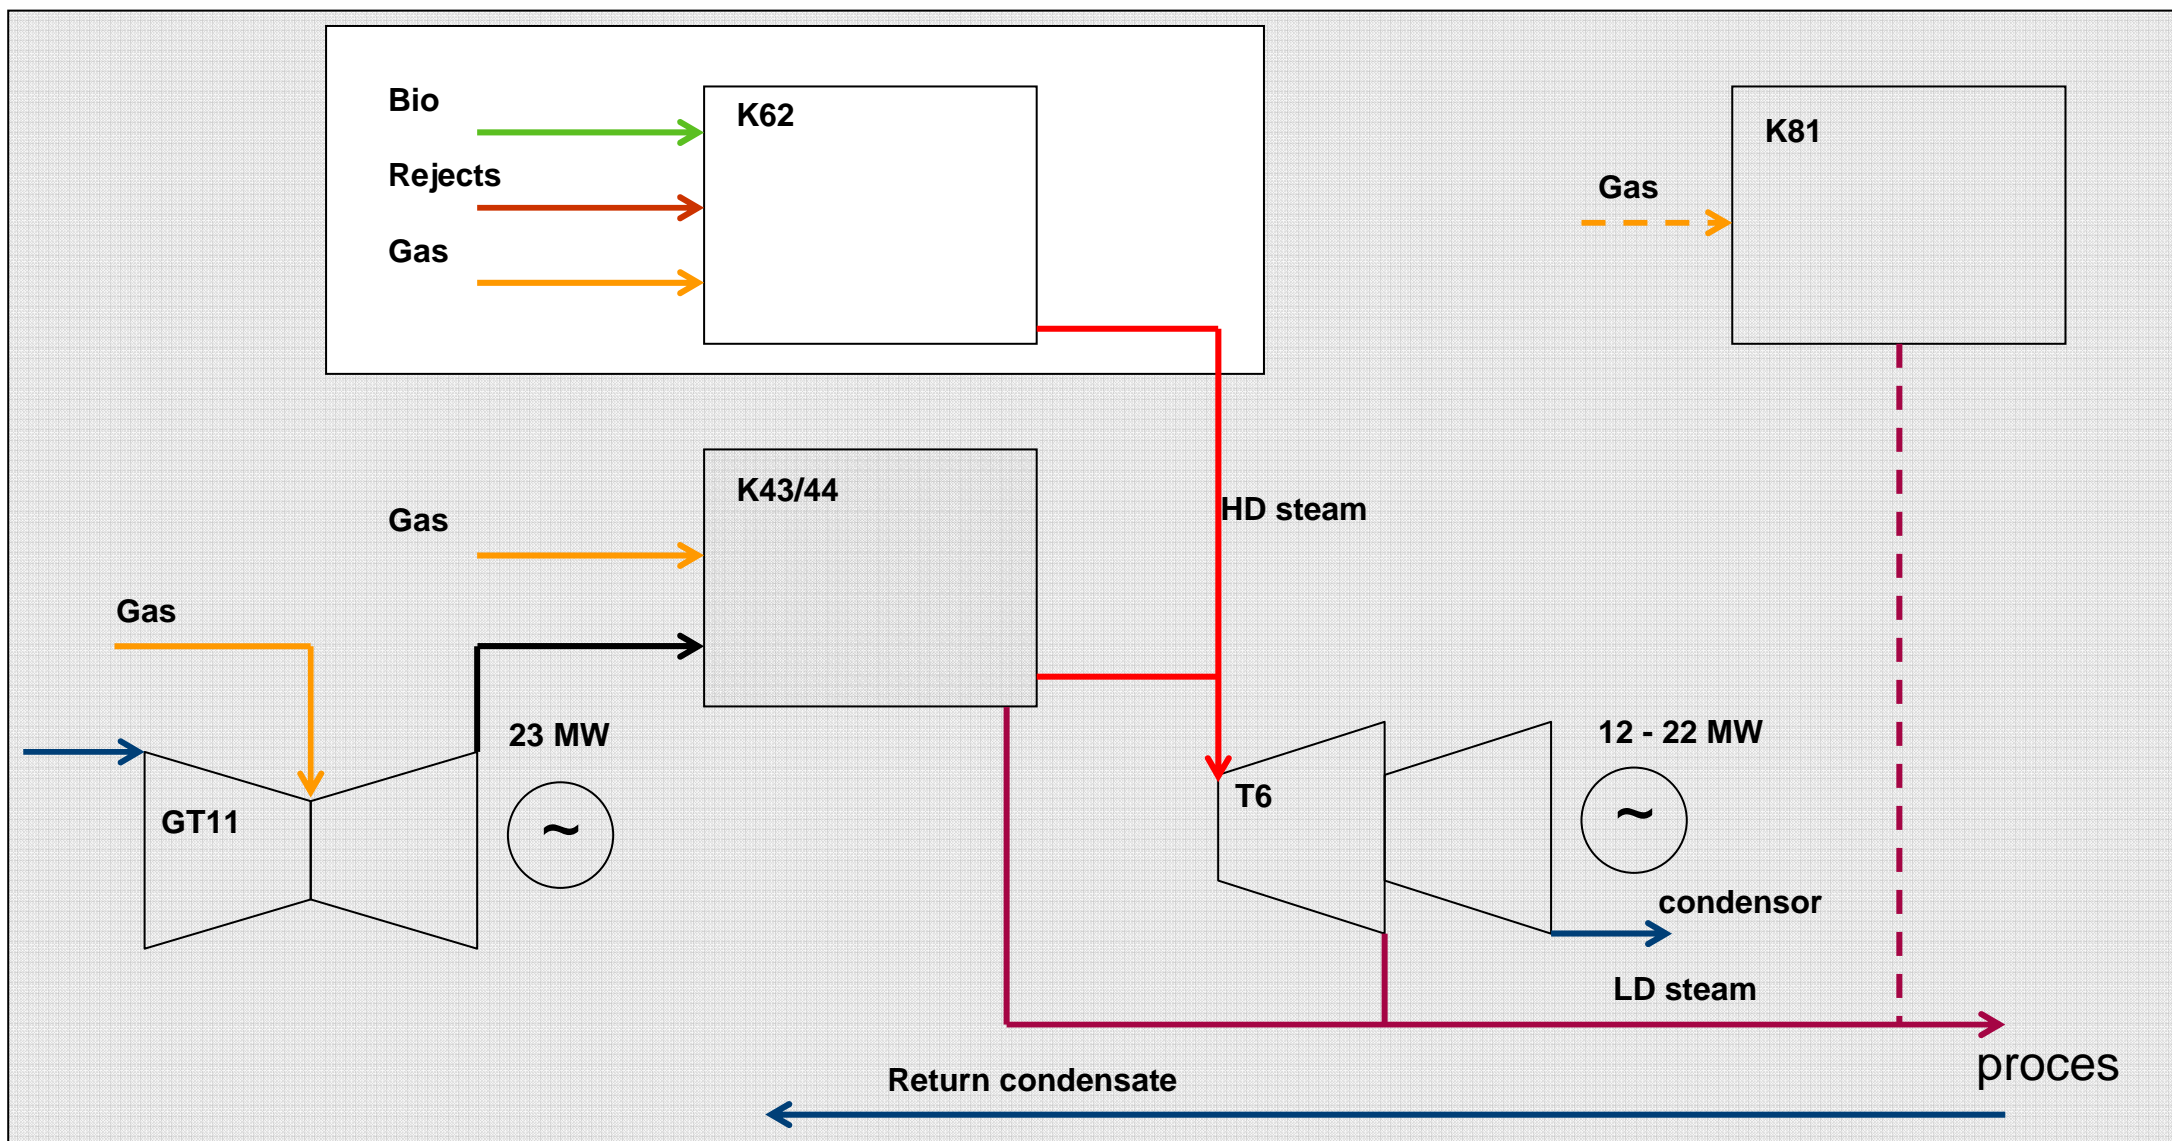 Bio
K62
Rejects
Gas
K81
Gas
K43/44
Gas
HD steam
Gas
23 MW
12 - 22 MW
GT11
~
T6
~
condensor
LD steam
proces
Return condensate